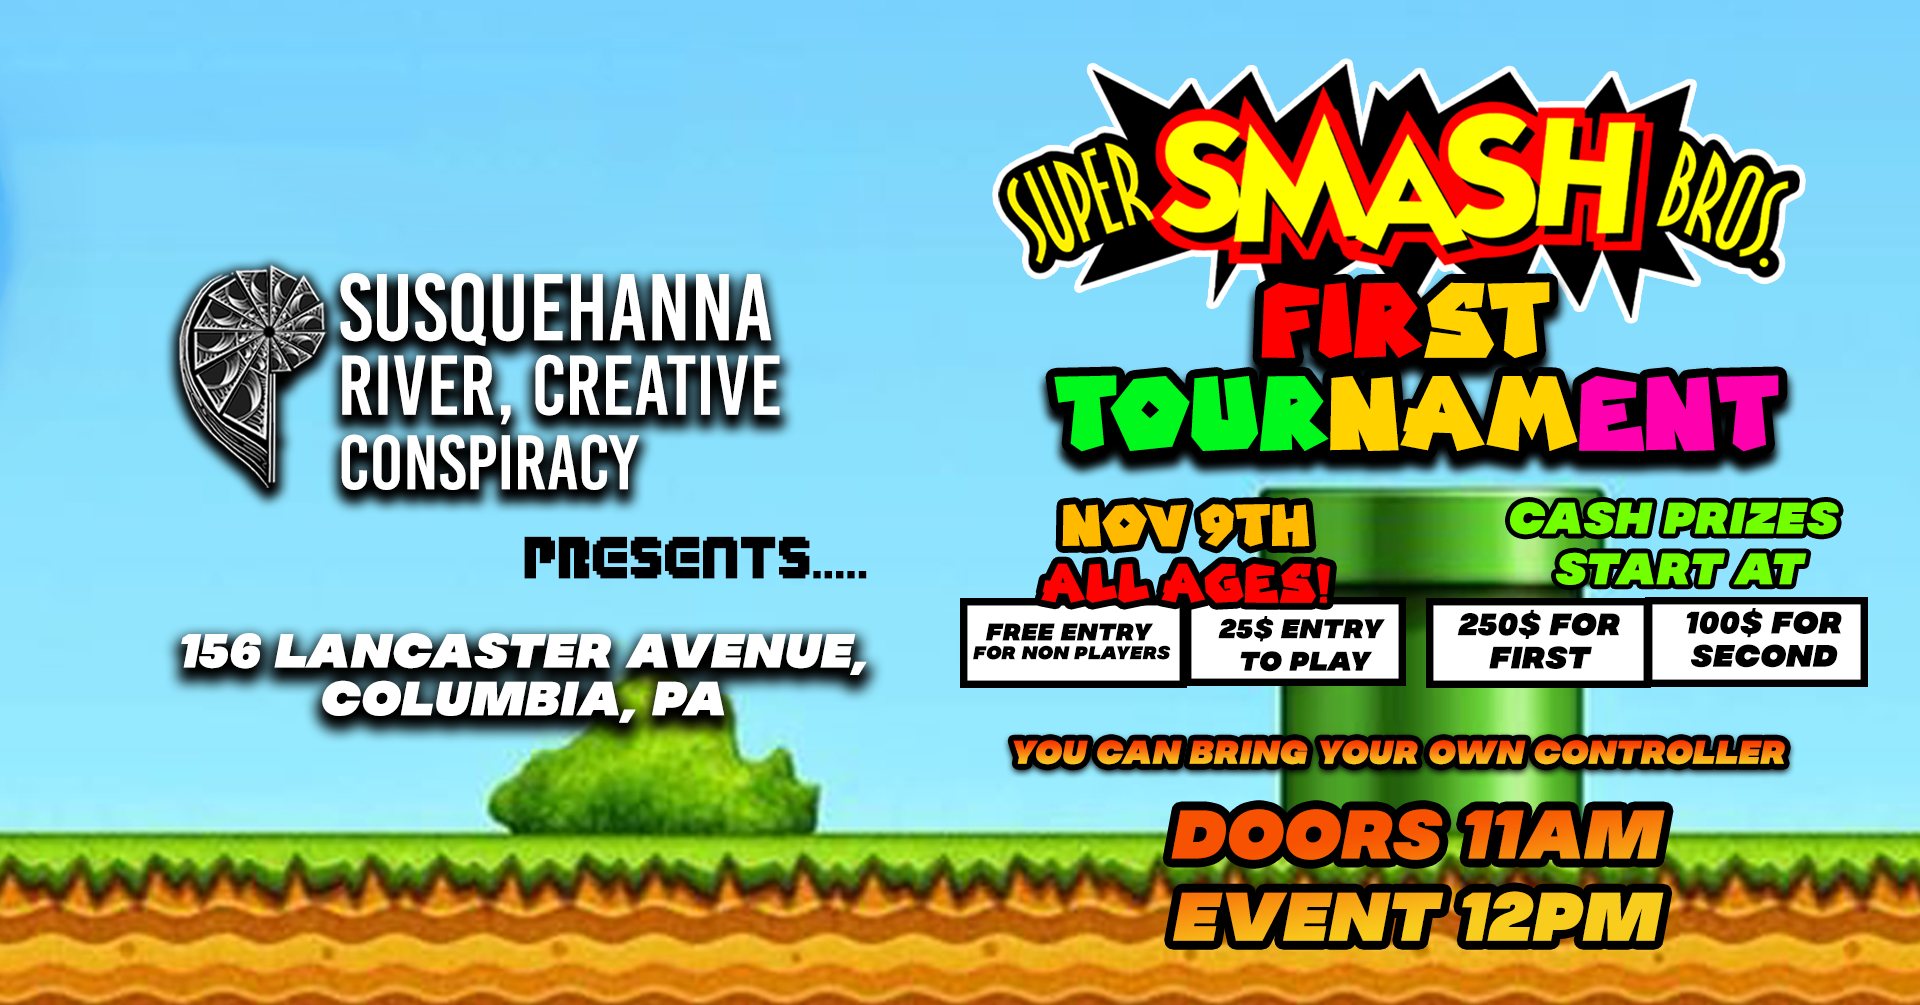 SUSQUEHANNA
RIVER, CREATIVE
CONSPIRACY
PRESENTS.....
156 LANCASTER AVENUE,
COLUMBIA, PA
SUPER SMASH BROS.
FIRST
TOURNAMENT
NOV 9TH
ALL AGES!
FREE ENTRY
FOR NON PLAYERS
25$ ENTRY
TO PLAY
CASH PRIZES
START AT
250$ FOR
FIRST
100$ FOR
SECOND
YOU CAN BRING YOUR OWN CONTROLLER
DOORS 11AM
EVENT 12PM